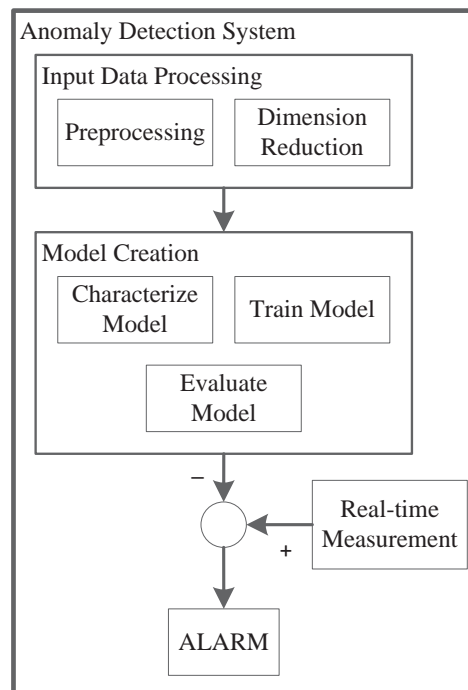 Anomaly Detection System
Input Data Processing
Preprocessing
Dimension
Reduction
Model Creation
Characterize
Model
Train Model
Evaluate
Model
–
Real-time
Measurement
+
ALARM